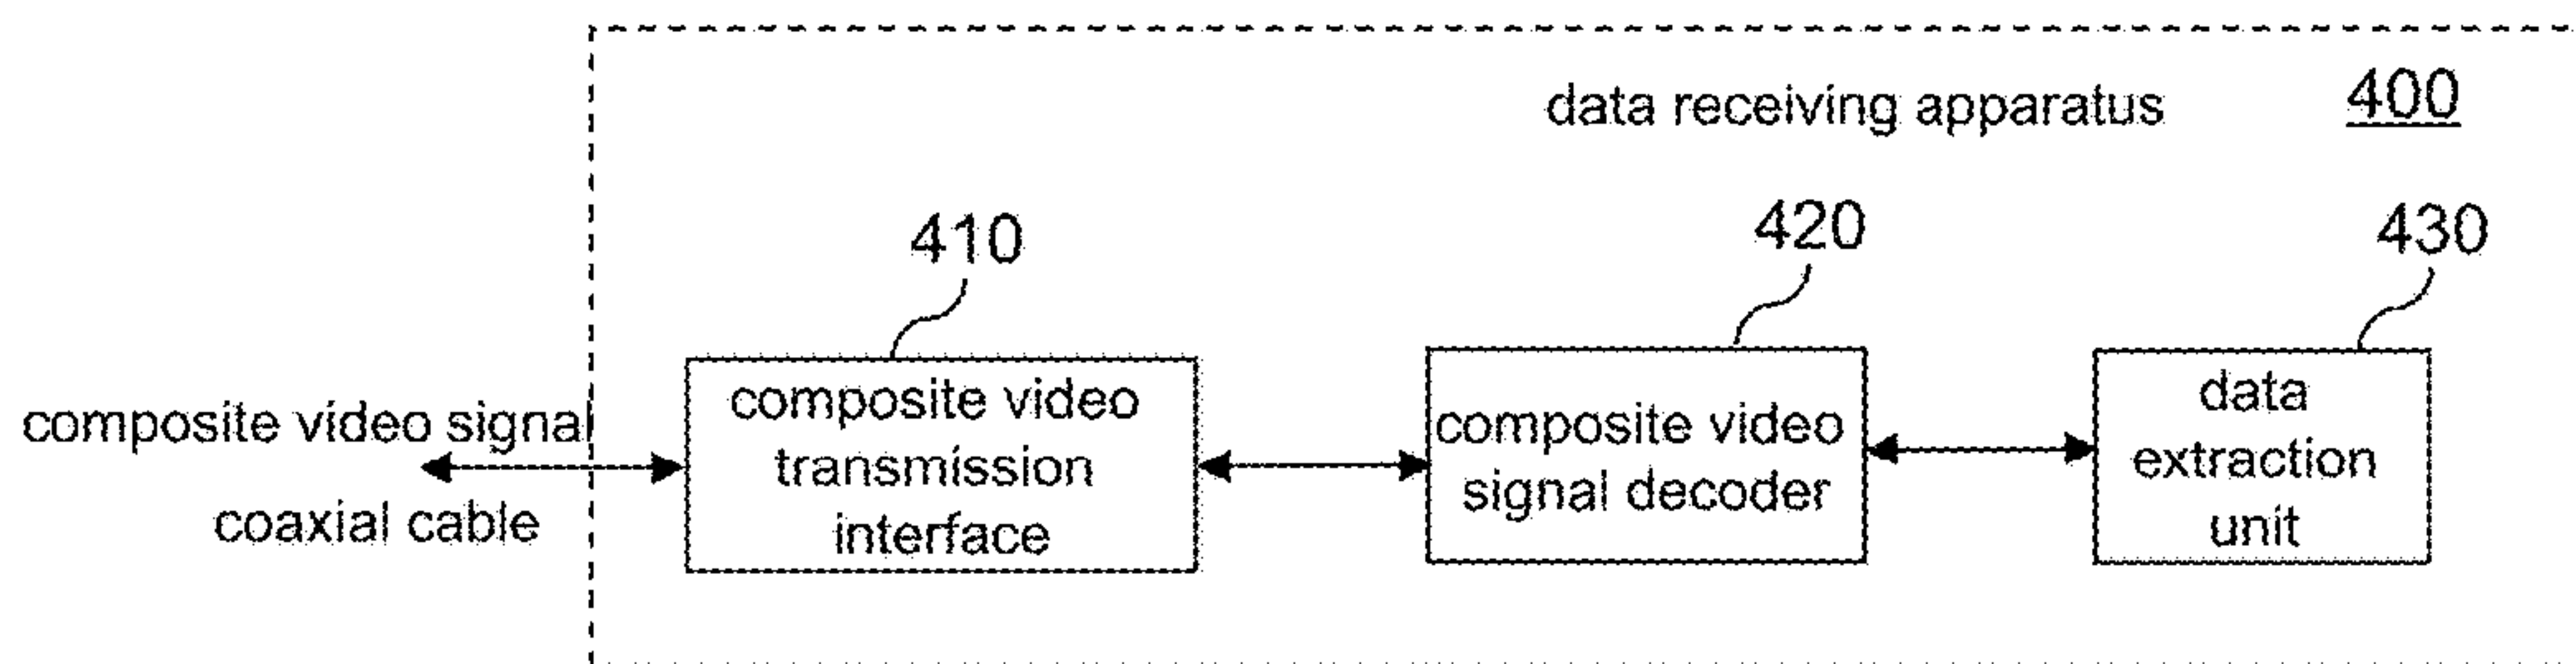 data receiving apparatus 400
410
420
430
composite video signal
coaxial cable
composite video
transmission
interface
composite video
signal decoder
data
extraction
unit